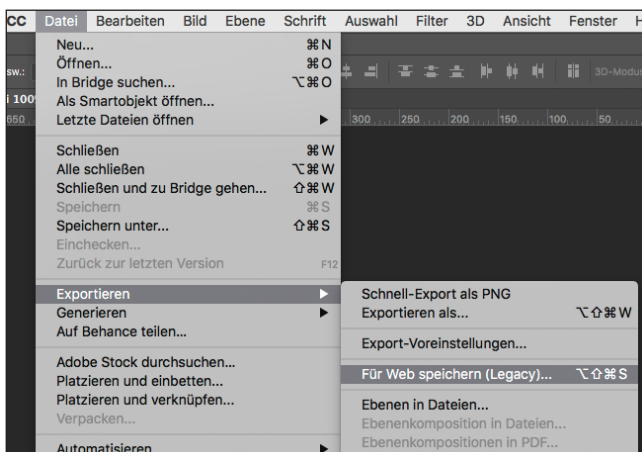 CC Datei Bearbeiten Bild Ebene Schrift Auswahl Filter 3D Ansicht Fenster
Neu... ⌘N
Öffnen... ⌘O
sw.: In Bridge suchen... ⌥⌘O 3D-Modus
Als Smartobjekt öffnen...
i 100%
Letzte Dateien öffnen ▶
650 300 250 200 150 100 50
Schließen ⌘W
Alle schließen ⌥⌘W
Schließen und zu Bridge gehen... ⇧⌘W
Speichern ⌘S
Speichern unter... ⇧⌘S
Einchecken...
Zurück zur letzten Version F12
Exportieren ▶
Schnell-Export als PNG
Generieren ▶
Exportieren als... ⌥⇧⌘W
Auf Behance teilen...
Export-Voreinstellungen...
Adobe Stock durchsuchen...
Für Web speichern (Legacy)... ⌥⇧⌘S
Platzieren und einbetten...
Platzieren und verknüpfen...
Ebenen in Dateien...
Verpacken...
Ebenenkomposition in Dateien...
Ebenenkompositionen in PDF...
Automatisieren ▶